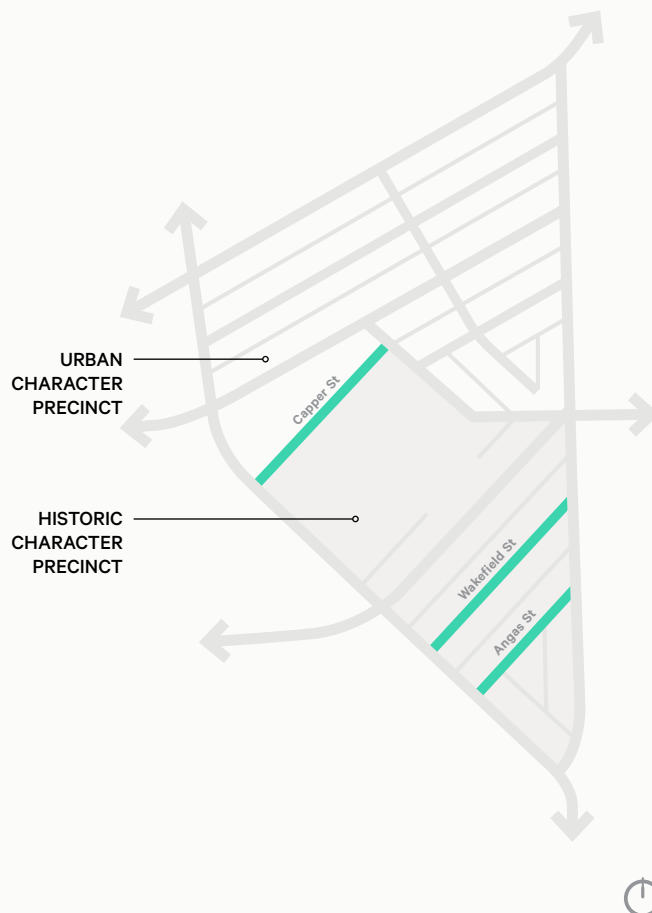 URBAN
CHARACTER
PRECINCT
Capper St
HISTORIC
CHARACTER
PRECINCT
Wakefield St
Angas St